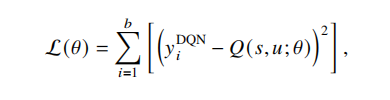 ℒ(θ) = ∑_{i=1}^{b} [(y_i^{DQN} − Q(s, u; θ))^2],